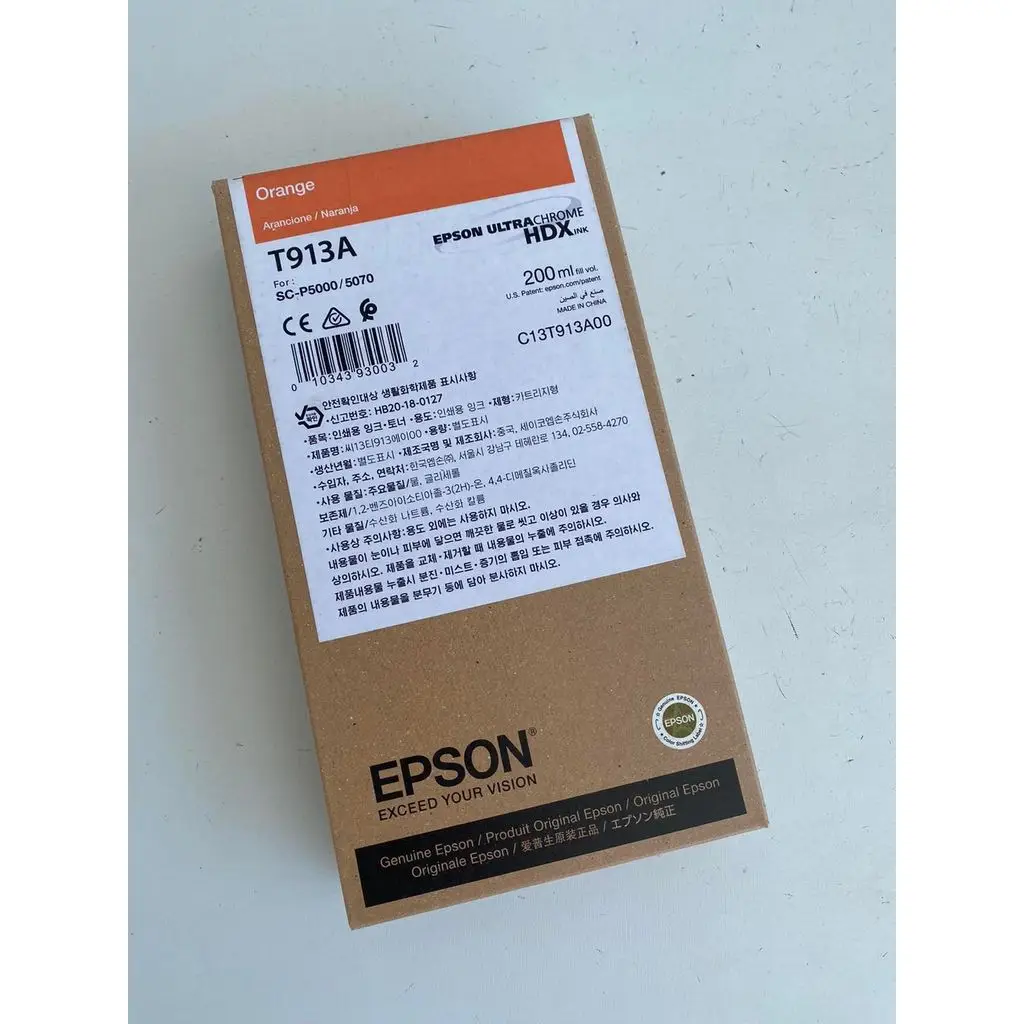 Orange
Arancione / Naranja
T913A
For :
SC-P5000/5070
EPSON ULTRACHROME
HDX INK
200 ml fill vol.
U.S. Patent: epson.com/patent
صنع في الصين
MADE IN CHINA
C13T913A00
CE
0 10343 93003 2
안전확인대상 생활화학제품 표시사항
•신고번호: HB20-18-0127
•품목: 인쇄용 잉크·토너 •용도: 인쇄용 잉크 •제형: 카트리지형
•제품명: 씨13티913에이00 •용량: 별도표시
•생산년월: 별도표시 •제조국명 및 제조회사: 중국, 세이코엡손주식회사
•수입자, 주소, 연락처: 한국엡손㈜, 서울시 강남구 테헤란로 134, 02-558-4270
•사용 물질: 주요물질/물, 글리세롤
보존제/1,2-벤즈아이소티아졸-3(2H)-온, 4,4-디메칠옥사졸리딘
기타 물질/수산화 나트륨, 수산화 칼륨
•사용상 주의사항: 용도 외에는 사용하지 마시오.
내용물이 눈이나 피부에 닿으면 깨끗한 물로 씻고 이상이 있을 경우 의사와
상의하시오. 제품을 교체·제거할 때 내용물의 누출에 주의하시오.
제품내용물 누출시 분진·미스트·증기의 흡입 또는 피부 접촉에 주의하시오.
제품의 내용물을 분무기 등에 담아 분사하지 마시오.
Genuine EPSON
EPSON
Color Shifting Label
EPSON®
EXCEED YOUR VISION
Genuine Epson / Produit Original Epson / Original Epson
Originale Epson / 爱普生原装正品 / エプソン純正